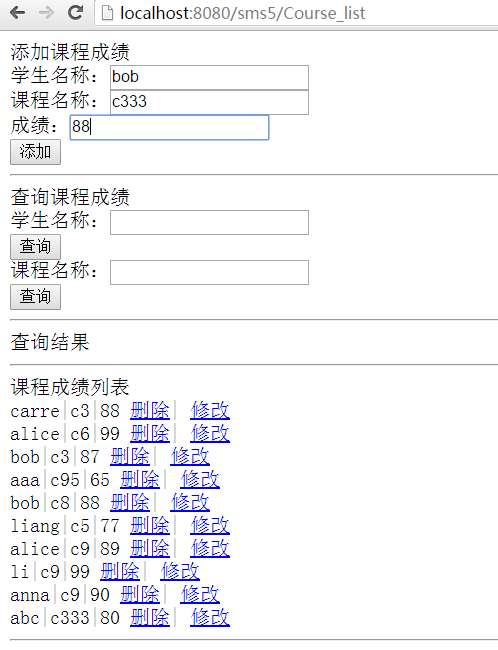 localhost:8080/sms5/Course_list
添加课程成绩
学生名称： bob
课程名称： c333
成绩： 88
添加
查询课程成绩
学生名称：
查询
课程名称：
查询
查询结果
课程成绩列表
carre|c3|88 删除| 修改
alice|c6|99 删除| 修改
bob|c3|87 删除| 修改
aaa|c95|65 删除| 修改
bob|c8|88 删除| 修改
liang|c5|77 删除| 修改
alice|c9|89 删除| 修改
li|c9|99 删除| 修改
anna|c9|90 删除| 修改
abc|c333|80 删除| 修改